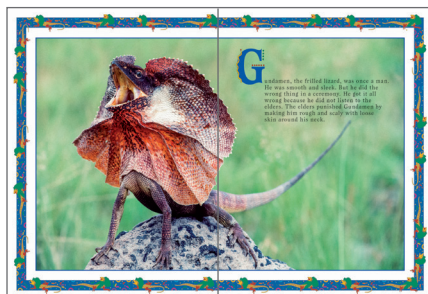 Gundamen, the frilled lizard, was once a man.
He was smooth and sleek. But he did the
wrong thing in a ceremony. He got it all
wrong because he did not listen to the
elders. The elders punished Gundamen by
making him rough and scaly with loose
skin around his neck.